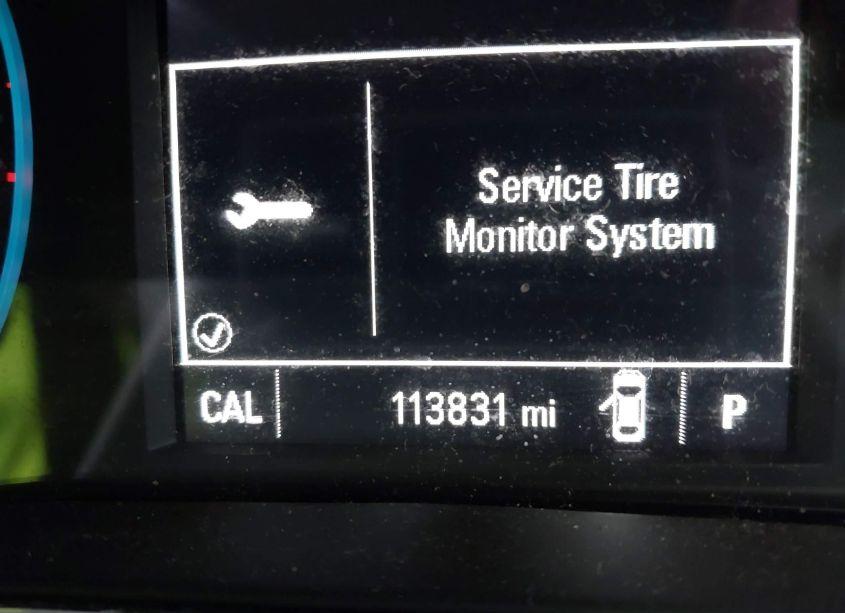 Service Tire
Monitor System
CAL
113831 mi
P